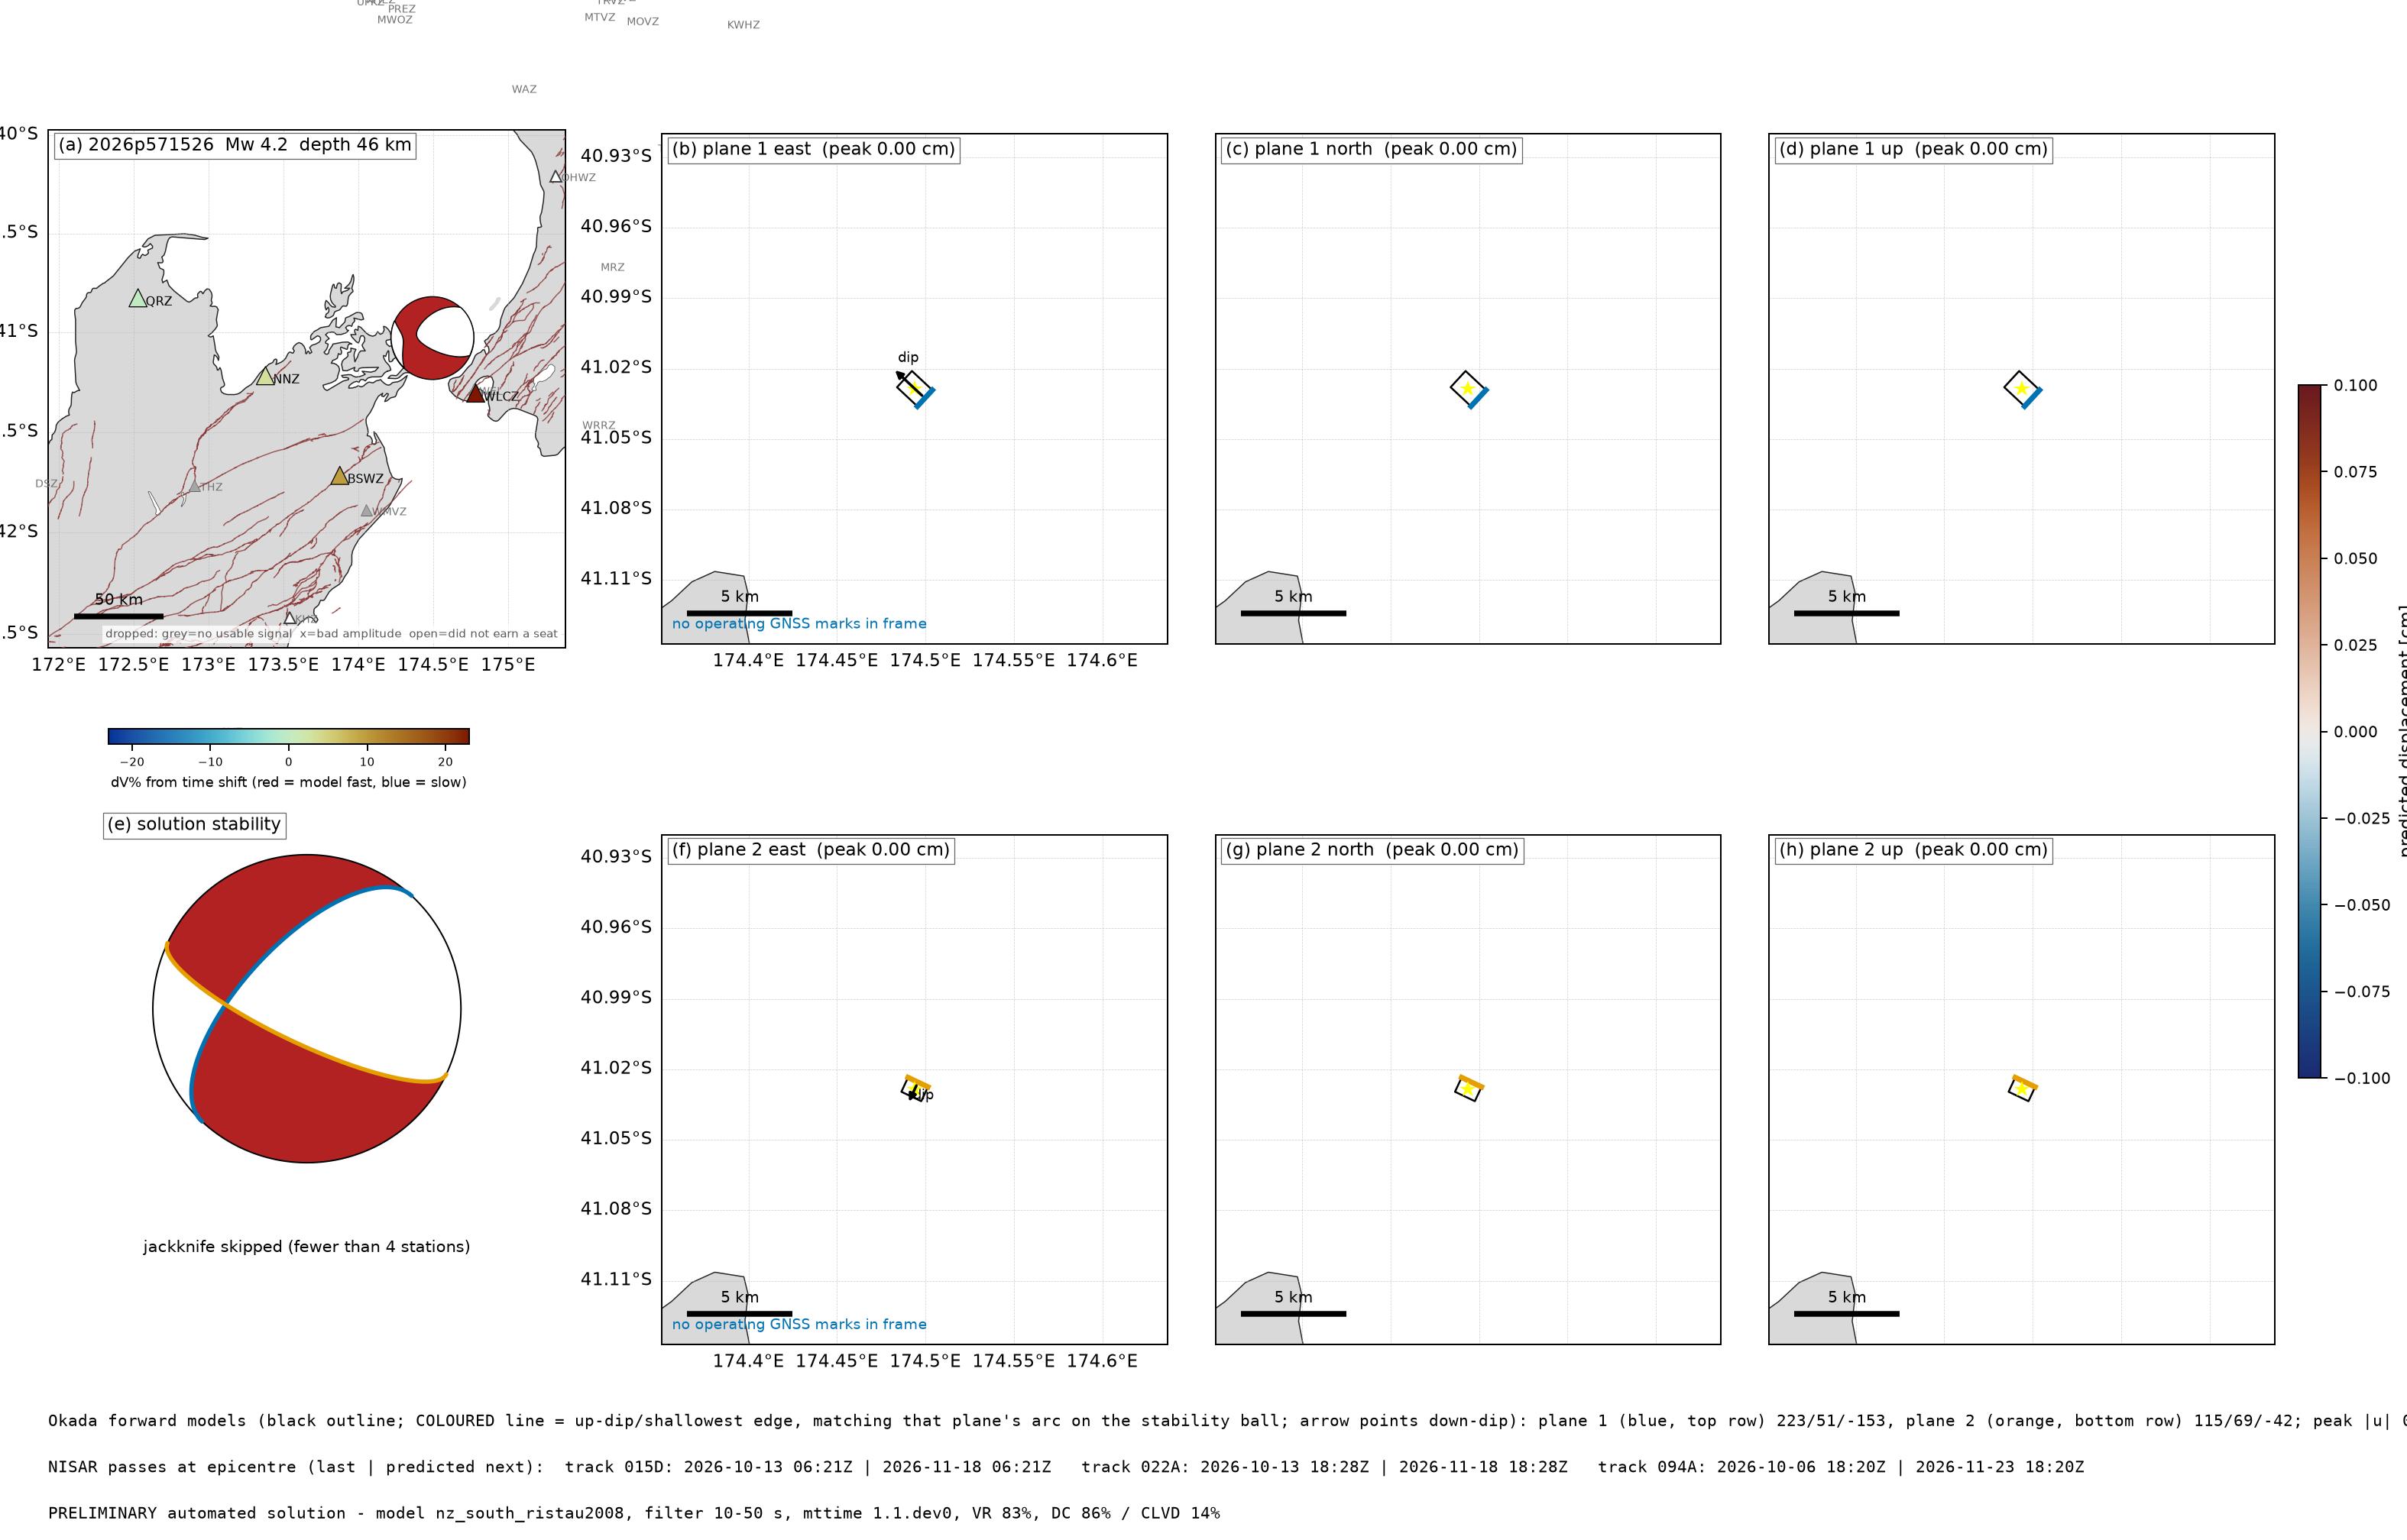 PREZ
MWOZ
MTVZ
MOVZ
KWHZ
WAZ
(a) 2026p571526 Mw 4.2 depth 46 km
40°S
.5°S
41°S
.5°S
42°S
.5°S
OHWZ
MRZ
QRZ
NNZ
WLCZ
WRRZ
DSZ
THZ
BSWZ
WMVZ
KHZ
50 km
dropped: grey=no usable signal x=bad amplitude open=did not earn a seat
172°E 172.5°E 173°E 173.5°E 174°E 174.5°E 175°E
(b) plane 1 east (peak 0.00 cm)
40.93°S
40.96°S
40.99°S
41.02°S
41.05°S
41.08°S
41.11°S
dip
5 km
no operating GNSS marks in frame
174.4°E 174.45°E 174.5°E 174.55°E 174.6°E
(c) plane 1 north (peak 0.00 cm)
5 km
(d) plane 1 up (peak 0.00 cm)
5 km
0.100
0.075
0.050
0.025
0.000
−0.025
−0.050
−0.075
−0.100
predicted displacement [cm]
−20 −10 0 10 20
dV% from time shift (red = model fast, blue = slow)
(e) solution stability
jackknife skipped (fewer than 4 stations)
(f) plane 2 east (peak 0.00 cm)
40.93°S
40.96°S
40.99°S
41.02°S
41.05°S
41.08°S
41.11°S
dip
5 km
no operating GNSS marks in frame
174.4°E 174.45°E 174.5°E 174.55°E 174.6°E
(g) plane 2 north (peak 0.00 cm)
5 km
(h) plane 2 up (peak 0.00 cm)
5 km
Okada forward models (black outline; COLOURED line = up-dip/shallowest edge, matching that plane's arc on the stability ball; arrow points down-dip): plane 1 (blue, top row) 223/51/-153, plane 2 (orange, bottom row) 115/69/-42; peak |u|
NISAR passes at epicentre (last | predicted next): track 015D: 2026-10-13 06:21Z | 2026-11-18 06:21Z track 022A: 2026-10-13 18:28Z | 2026-11-18 18:28Z track 094A: 2026-10-06 18:20Z | 2026-11-23 18:20Z
PRELIMINARY automated solution - model nz_south_ristau2008, filter 10-50 s, mttime 1.1.dev0, VR 83%, DC 86% / CLVD 14%